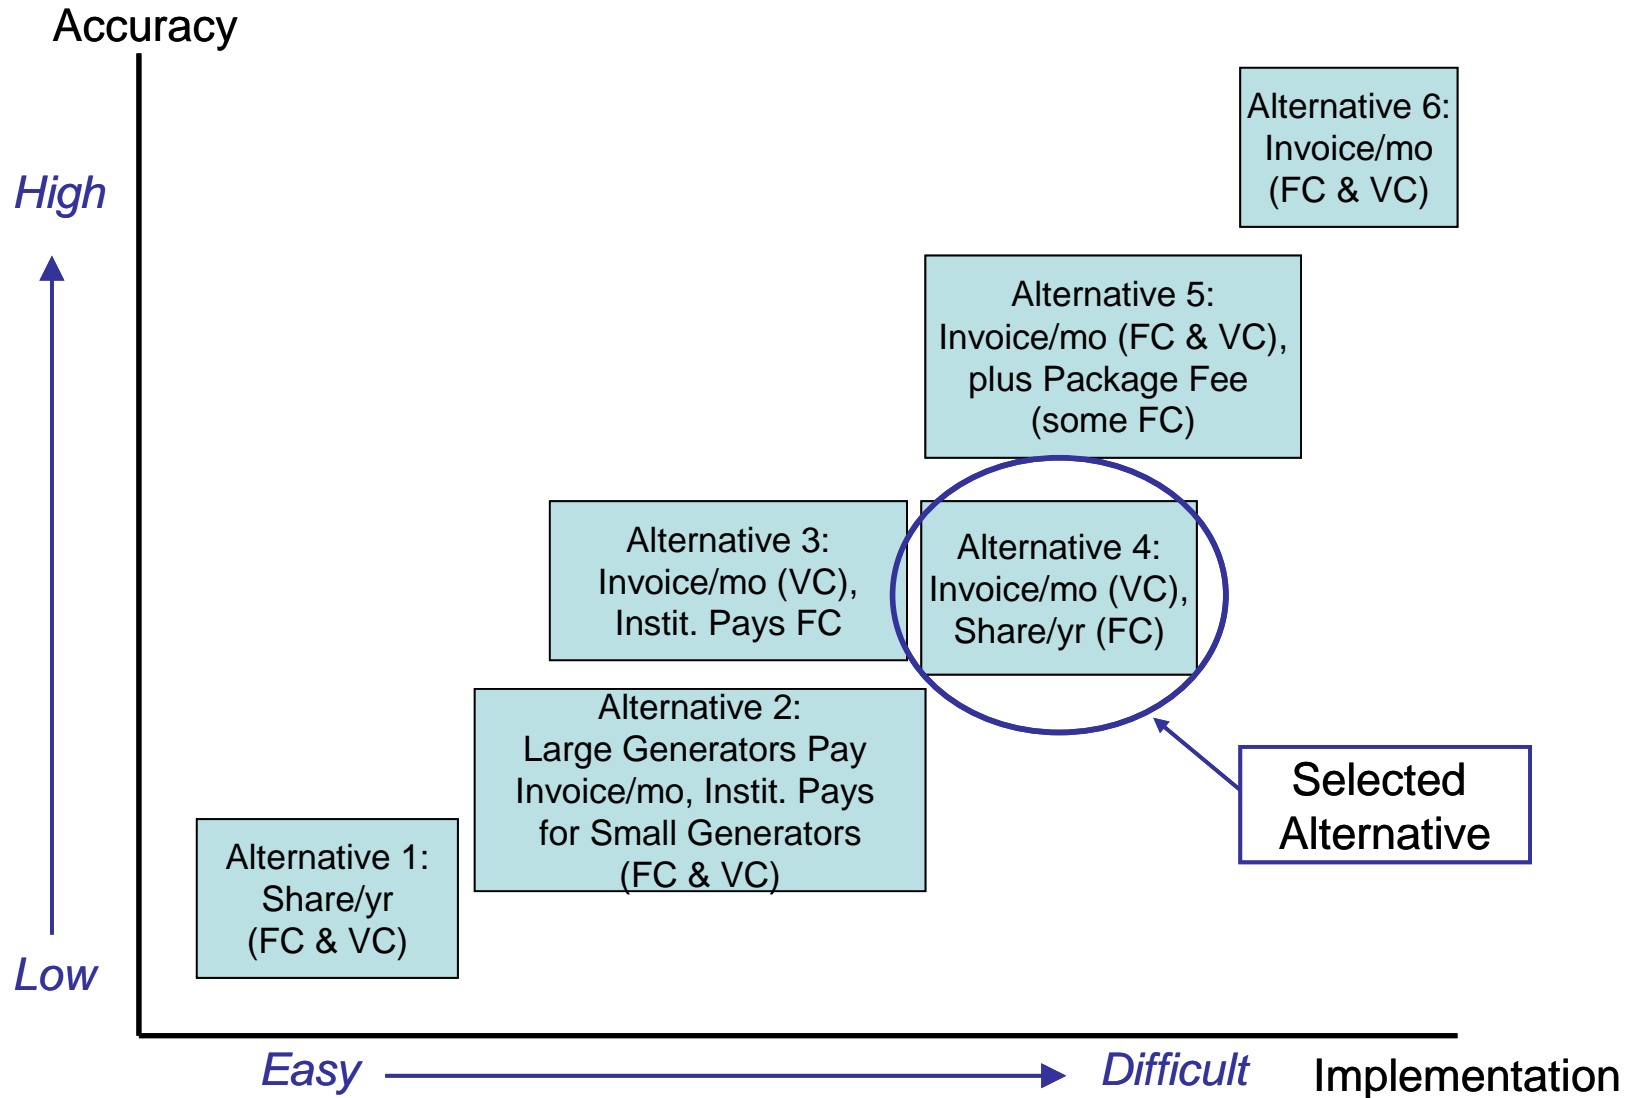 Accuracy
Alternative 6:
Invoice/mo
(FC & VC)
High
Alternative 5:
Invoice/mo (FC & VC),
plus Package Fee
(some FC)
Alternative 3:
Invoice/mo (VC),
Instit. Pays FC
Alternative 4:
Invoice/mo (VC),
Share/yr (FC)
Alternative 2:
Large Generators Pay
Invoice/mo, Instit. Pays
for Small Generators
(FC & VC)
Selected
Alternative
Alternative 1:
Share/yr
(FC & VC)
Low
Easy
Difficult
Implementation